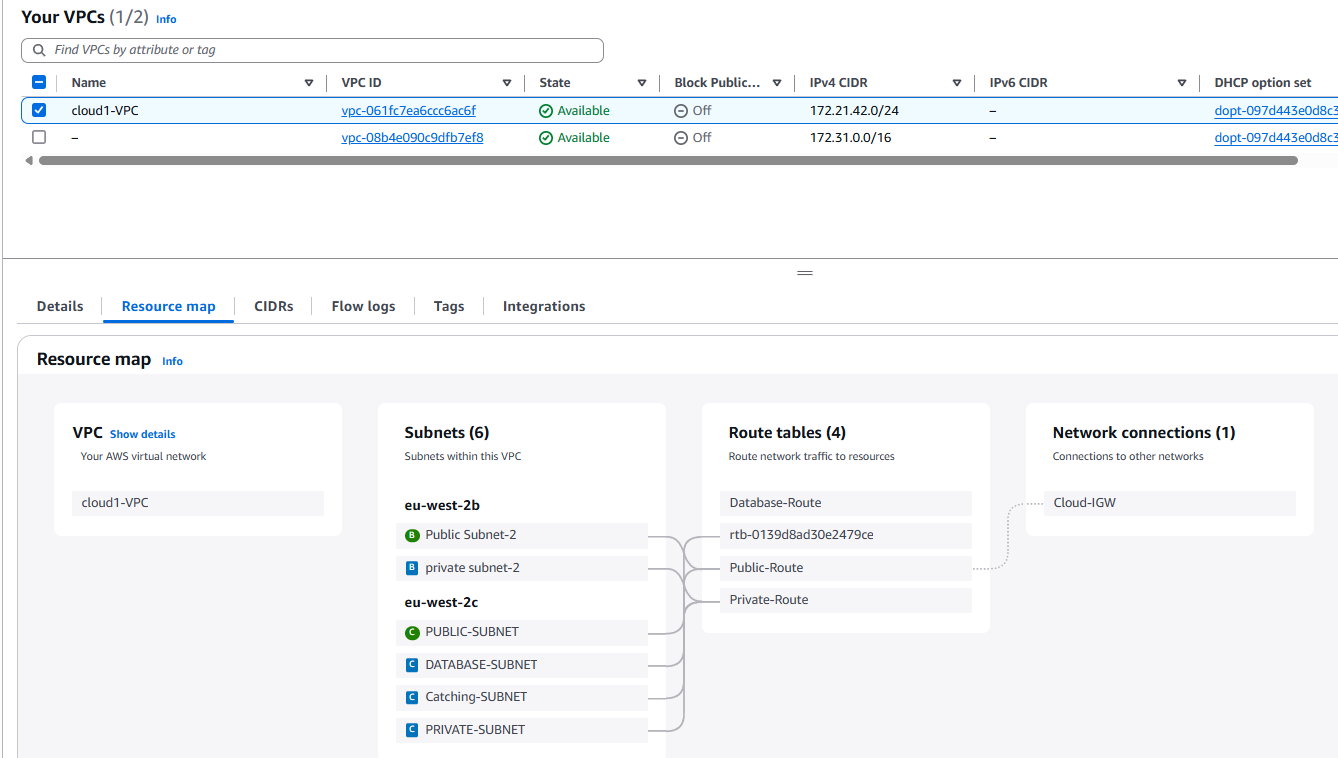 Your VPCs (1/2) Info
Find VPCs by attribute or tag
Name VPC ID State Block Public... IPv4 CIDR IPv6 CIDR DHCP option set
cloud1-VPC vpc-061fc7ea6ccc6ac6f Available Off 172.21.42.0/24 – dopt-097d443e0d8c3
– vpc-08b4e090c9dfb7ef8 Available Off 172.31.0.0/16 – dopt-097d443e0d8c3
Details Resource map CIDRs Flow logs Tags Integrations
Resource map Info
VPC Show details
Your AWS virtual network
cloud1-VPC
Subnets (6)
Subnets within this VPC
eu-west-2b
B Public Subnet-2
B private subnet-2
eu-west-2c
C PUBLIC-SUBNET
C DATABASE-SUBNET
C Catching-SUBNET
C PRIVATE-SUBNET
Route tables (4)
Route network traffic to resources
Database-Route
rtb-0139d8ad30e2479ce
Public-Route
Private-Route
Network connections (1)
Connections to other networks
Cloud-IGW